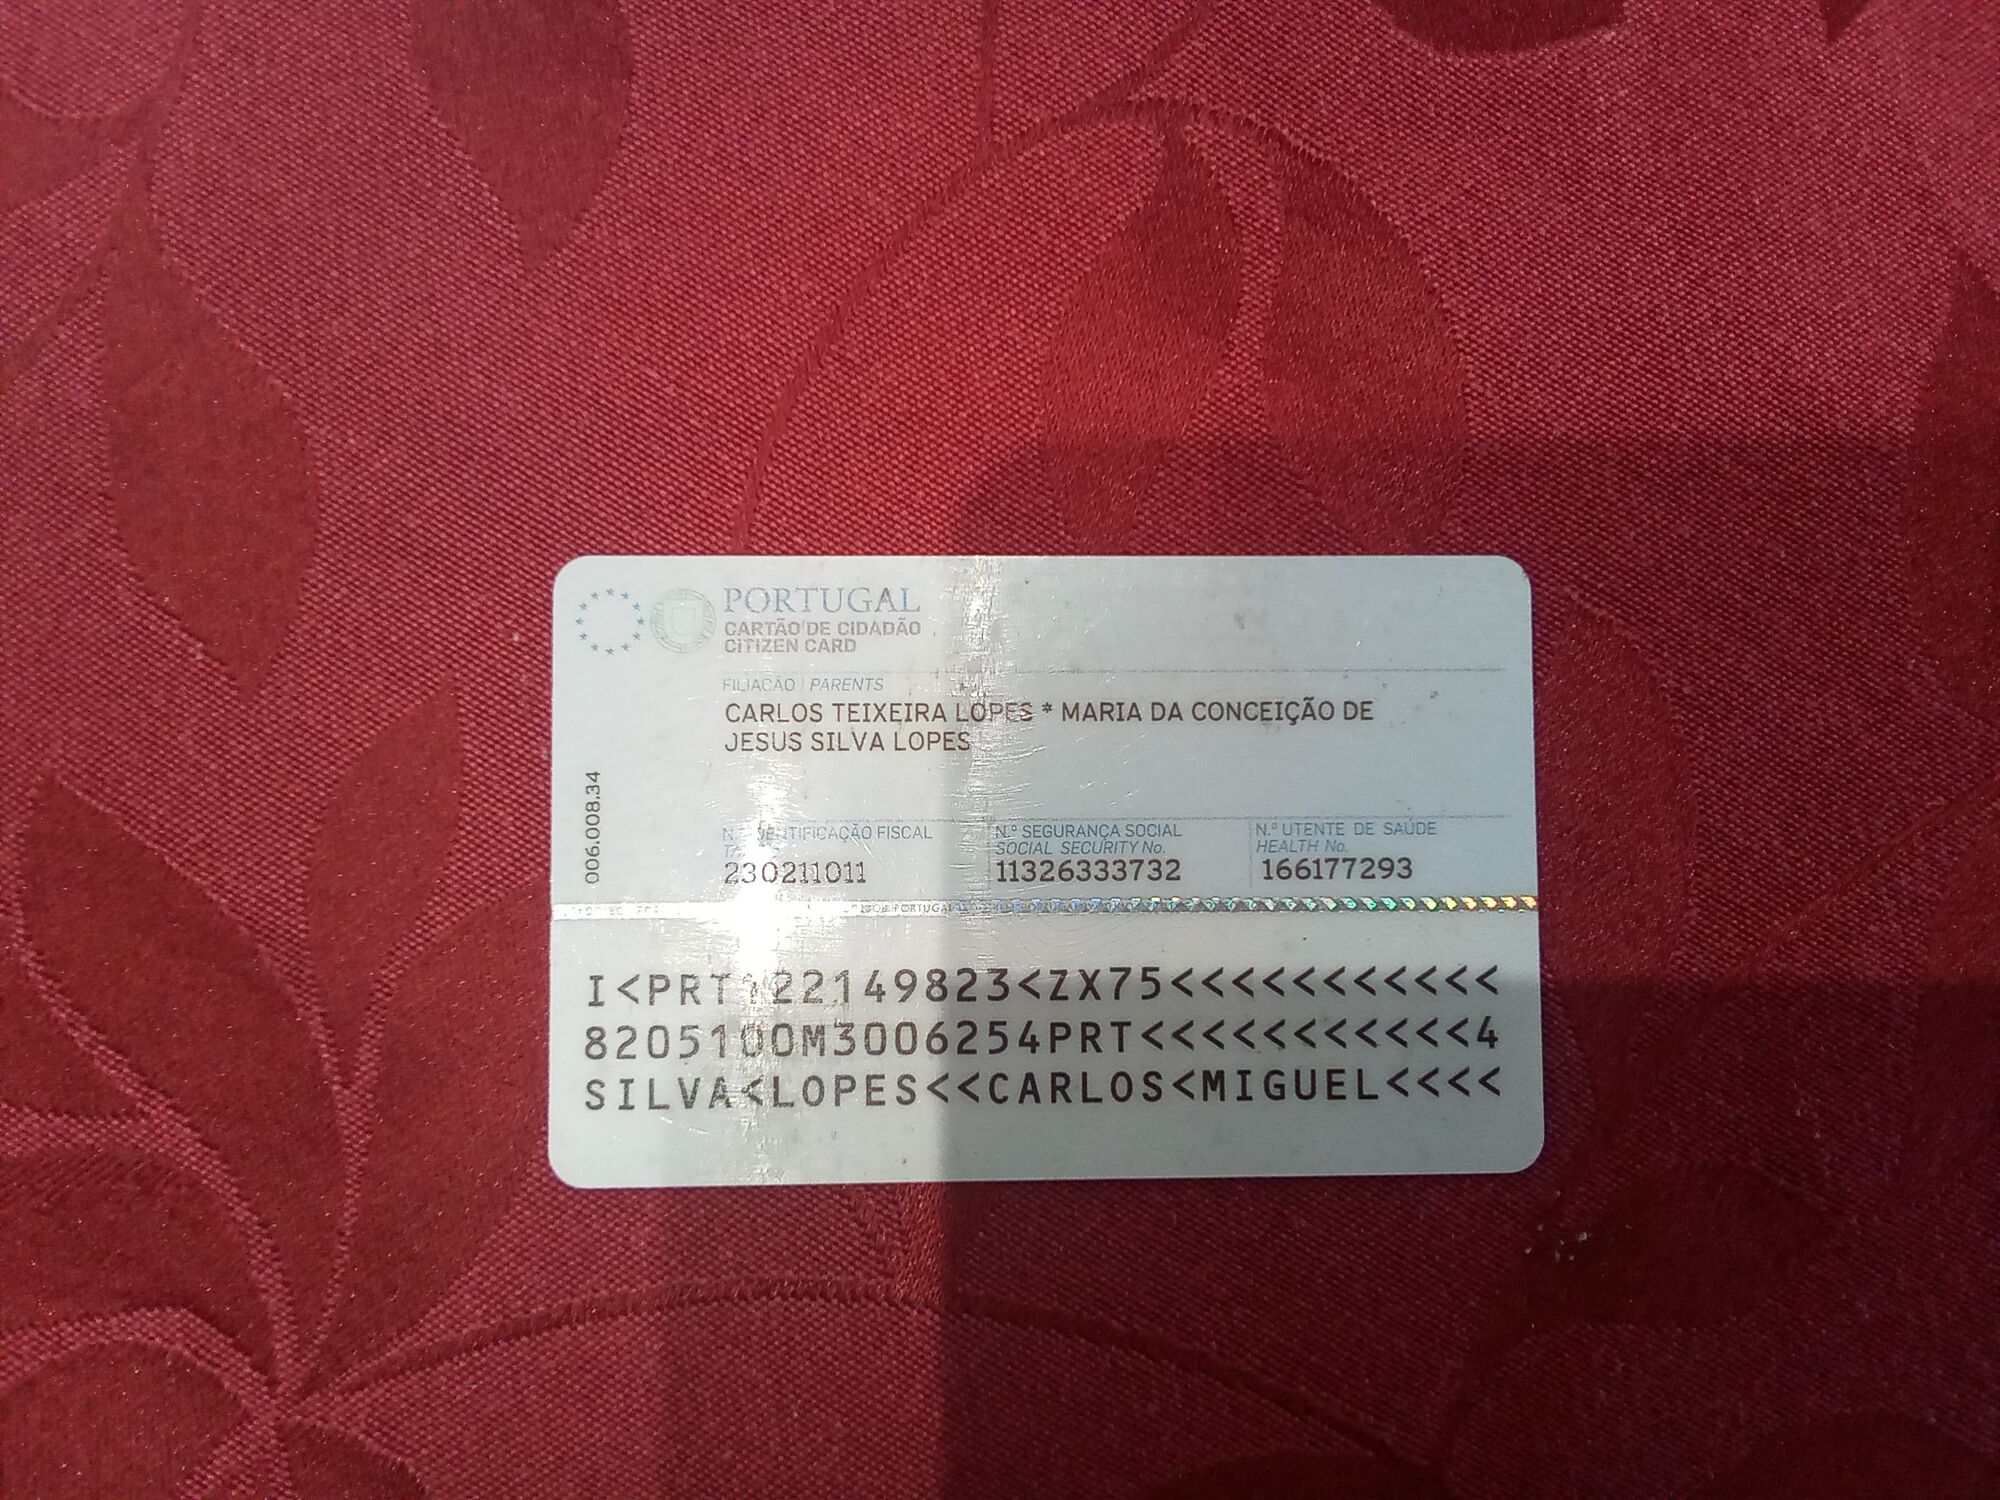 PORTUGAL
CARTÃO DE CIDADÃO
CITIZEN CARD
FILIAÇÃO | PARENTS
CARLOS TEIXEIRA LOPES * MARIA DA CONCEIÇÃO DE
JESUS SILVA LOPES
006.008.34
IDENTIFICAÇÃO FISCAL
230211011
N.º SEGURANÇA SOCIAL
SOCIAL SECURITY No.
11326333732
N.º UTENTE DE SAÚDE
HEALTH No.
166177293
PORTUGAL
8205100M3006254PRT<<<<<<<<<<<4
SILVA<LOPES<<CARLOS<MIGUEL<<<<